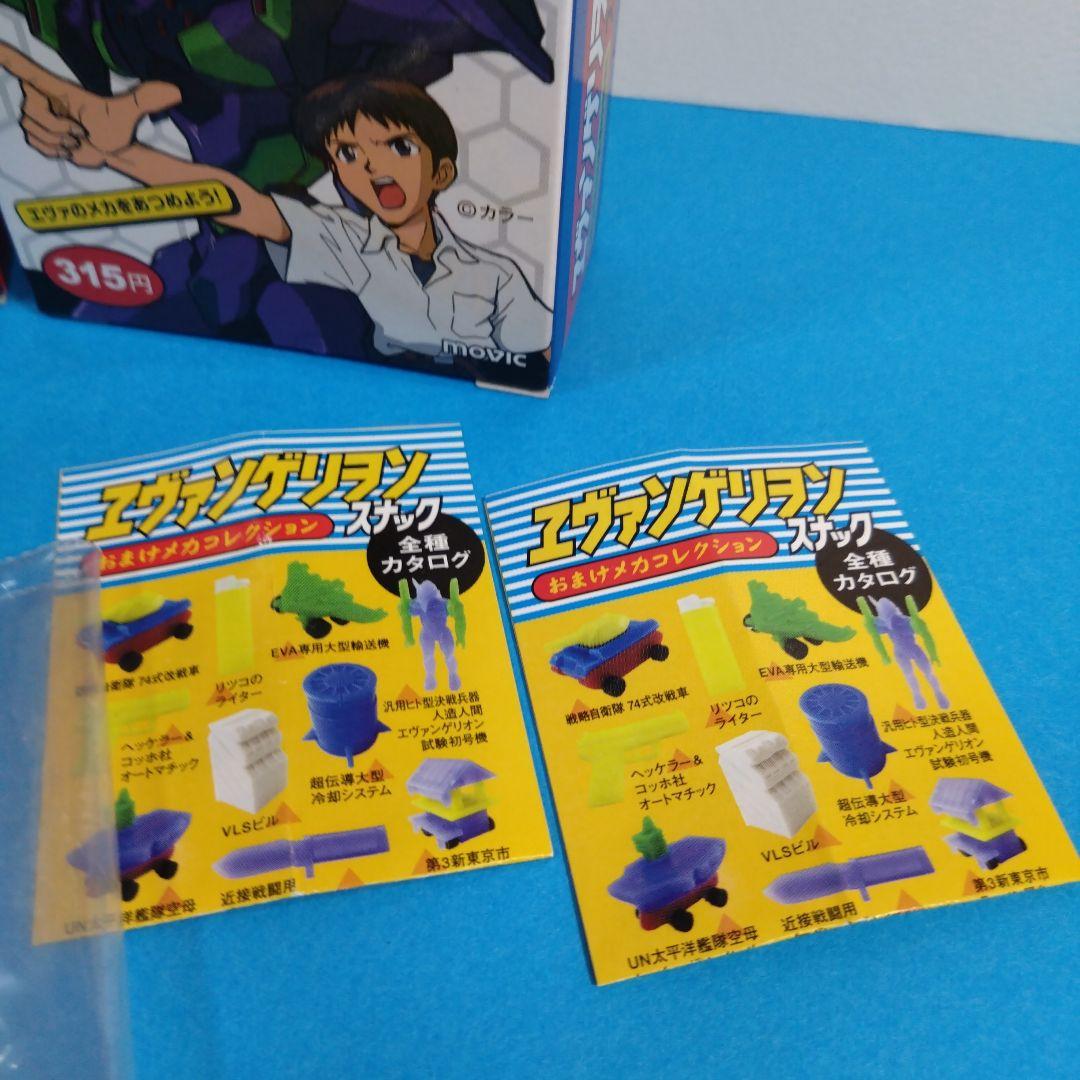 エヴァのメカをあつめよう!
315円
©カラー
movic
エヴァンゲリヲン
スナック
おまけメカコレクション
全種
カタログ
自衛隊 74式改戦車
リツコの
ライター
EVA専用大型輸送機
汎用ヒト型決戦兵器
人造人間
エヴァンゲリオン
試験初号機
ヘッケラー&
コッホ社
オートマチック
VLSビル
超伝導大型
冷却システム
UN太平洋艦隊空母
近接戦闘用
第3新東京市
エヴァンゲリヲン
スナック
おまけメカコレクション
全種
カタログ
戦略自衛隊 74式改戦車
リツコの
ライター
EVA専用大型輸送機
汎用ヒト型決戦兵器
人造人間
エヴァンゲリオン
試験初号機
ヘッケラー&
コッホ社
オートマチック
VLSビル
超伝導大型
冷却システム
UN太平洋艦隊空母
近接戦闘用
第3新東京市